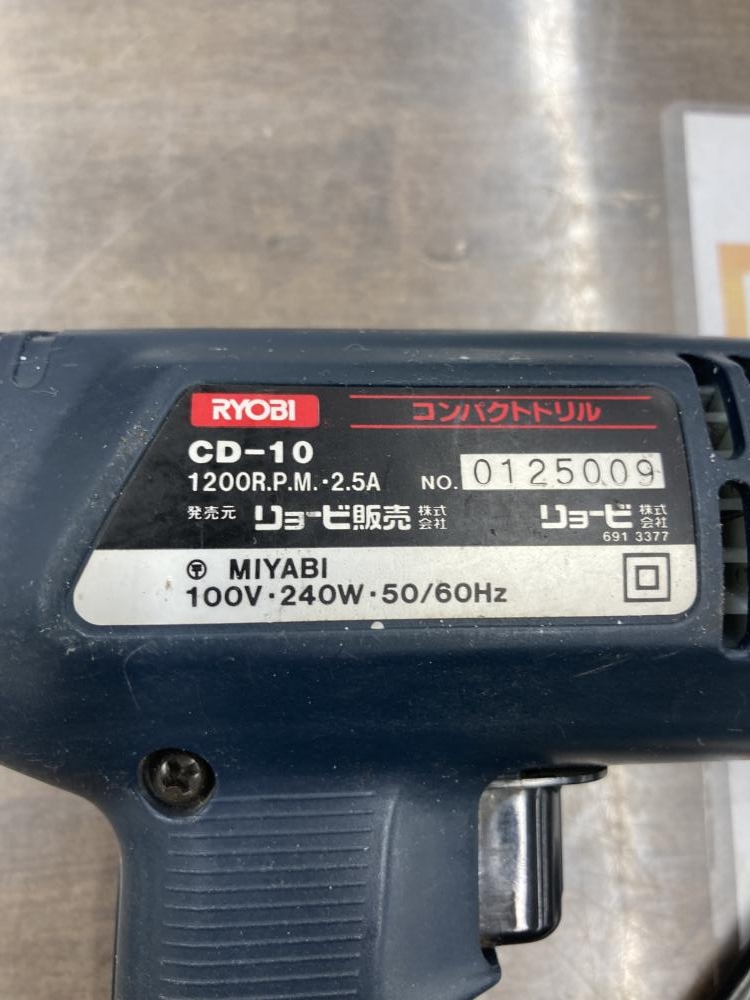 RYOBI コンパクトドリル
CD-10
1200R.P.M.・2.5A NO. 0125009
発売元 リョービ販売 株式会社 リョービ 株式会社
691 3377
〒 MIYABI
100V・240W・50/60Hz